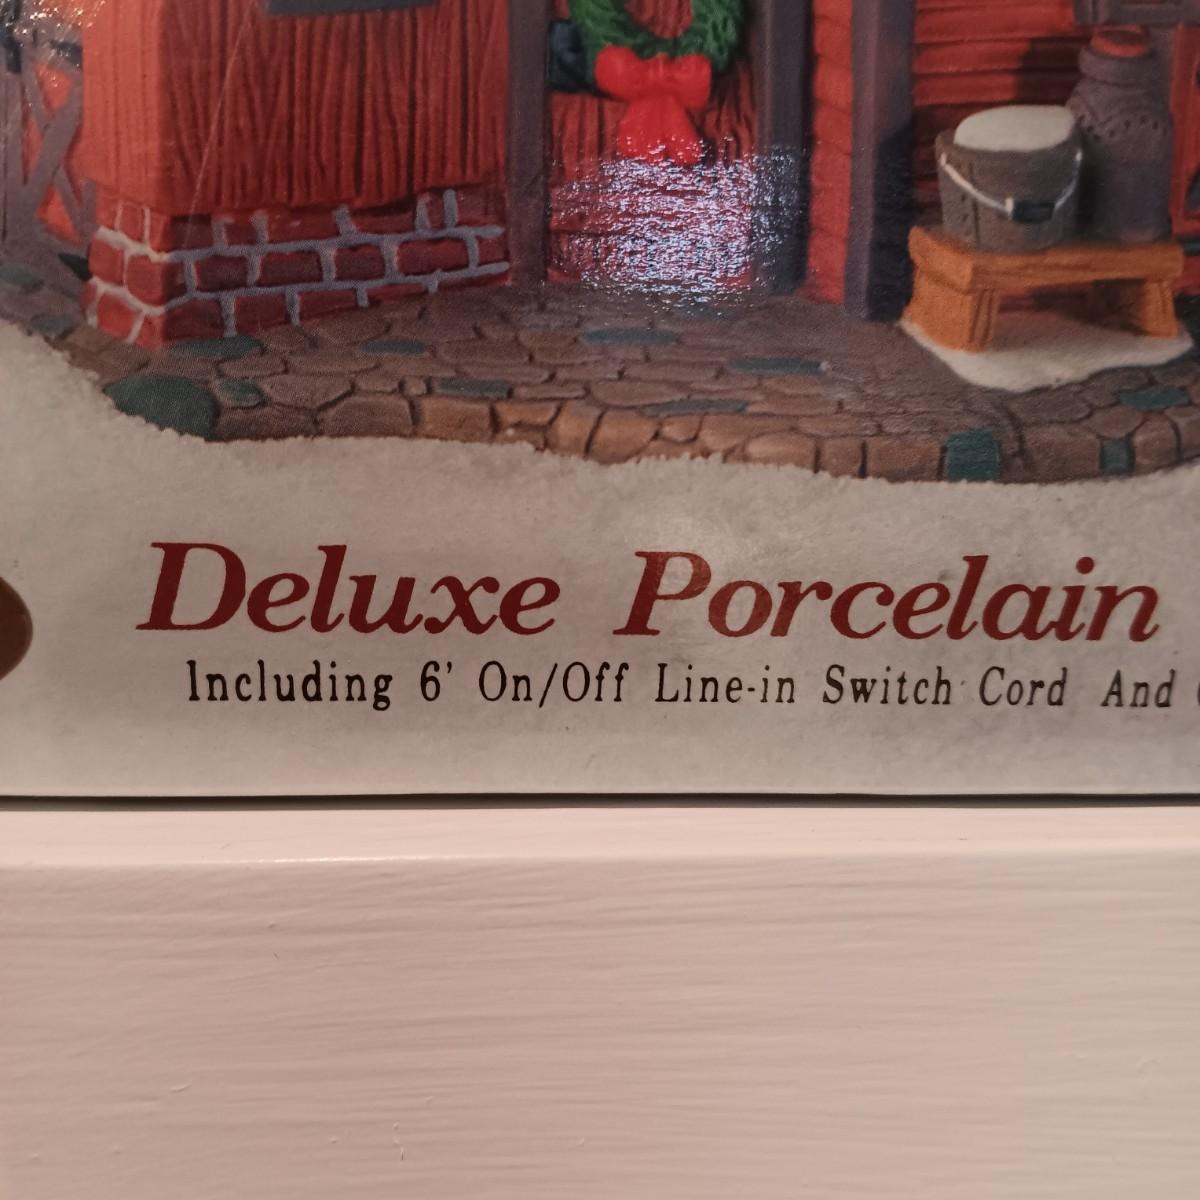 Deluxe Porcelain
Including 6' On/Off Line-in Switch Cord And